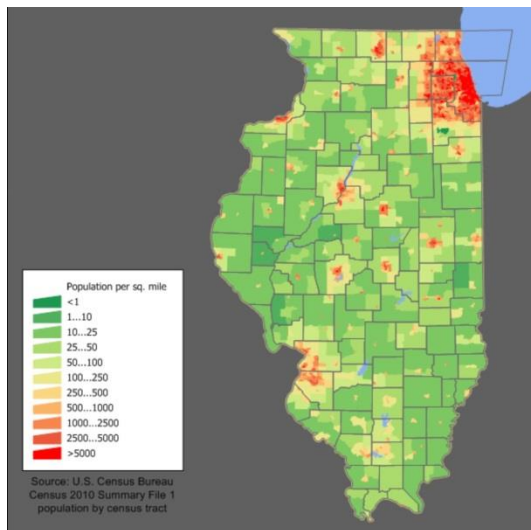 Population per sq. mile
<1
1...10
10...25
25...50
50...100
100...250
250...500
500...1000
1000...2500
2500...5000
>5000
Source: U.S. Census Bureau
Census 2010 Summary File 1
population by census tract